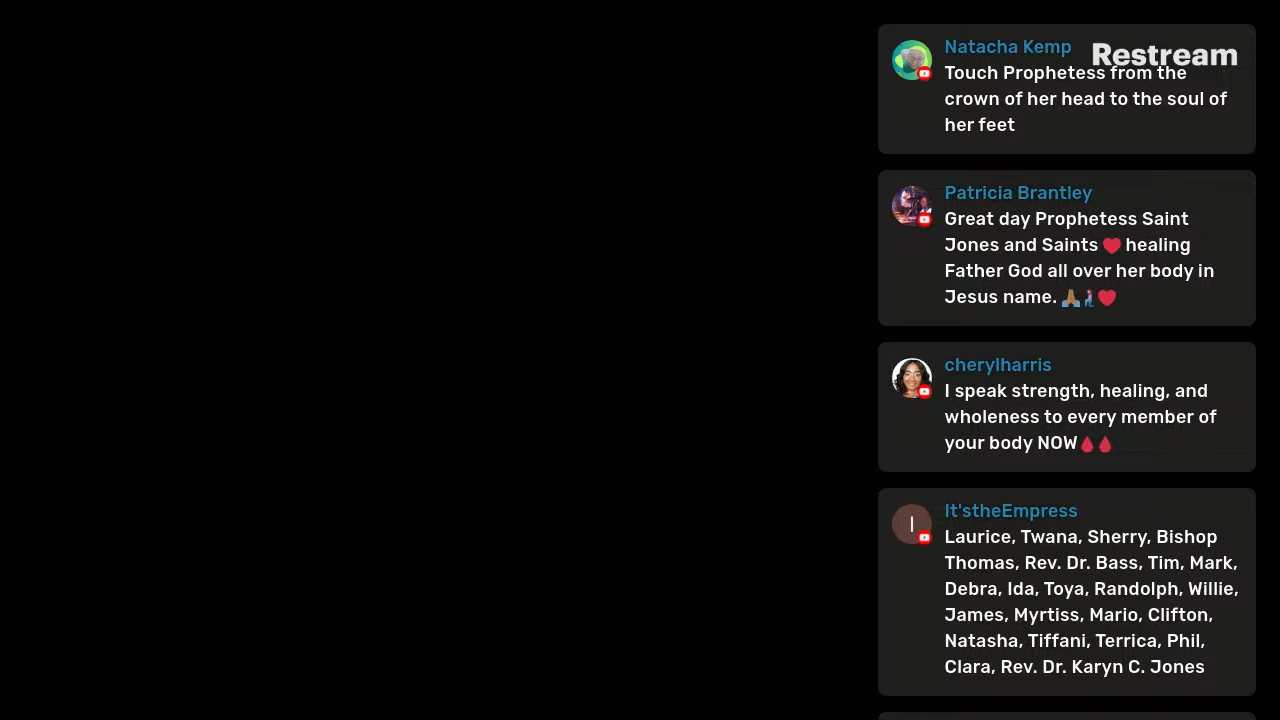 Natacha Kemp
Restream
Touch Prophetess from the
crown of her head to the soul of
her feet
Patricia Brantley
Great day Prophetess Saint
Jones and Saints ❤️ healing
Father God all over her body in
Jesus name. 🙏🏾🧎❤️
cherylharris
I speak strength, healing, and
wholeness to every member of
your body NOW🩸🩸
I
It'stheEmpress
Laurice, Twana, Sherry, Bishop
Thomas, Rev. Dr. Bass, Tim, Mark,
Debra, Ida, Toya, Randolph, Willie,
James, Myrtiss, Mario, Clifton,
Natasha, Tiffani, Terrica, Phil,
Clara, Rev. Dr. Karyn C. Jones